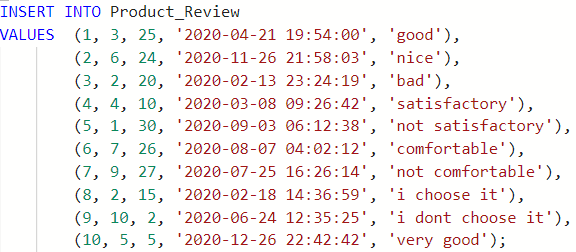 INSERT INTO Product_Review
VALUES (1, 3, 25, '2020-04-21 19:54:00', 'good'),
(2, 6, 24, '2020-11-26 21:58:03', 'nice'),
(3, 2, 20, '2020-02-13 23:24:19', 'bad'),
(4, 4, 10, '2020-03-08 09:26:42', 'satisfactory'),
(5, 1, 30, '2020-09-03 06:12:38', 'not satisfactory'),
(6, 7, 26, '2020-08-07 04:02:12', 'comfortable'),
(7, 9, 27, '2020-07-25 16:26:14', 'not comfortable'),
(8, 2, 15, '2020-02-18 14:36:59', 'i choose it'),
(9, 10, 2, '2020-06-24 12:35:25', 'i dont choose it'),
(10, 5, 5, '2020-12-26 22:42:42', 'very good');